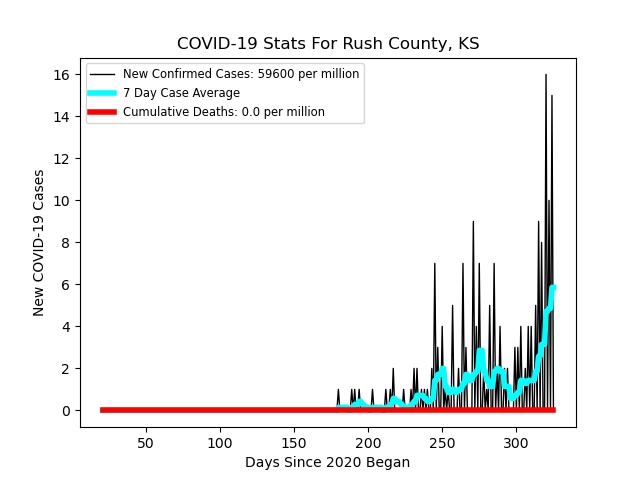 COVID-19 Stats For Rush County, KS
New Confirmed Cases: 59600 per million
7 Day Case Average
Cumulative Deaths: 0.0 per million
New COVID-19 Cases
16
14
12
10
8
6
4
2
0
50 100 150 200 250 300
Days Since 2020 Began